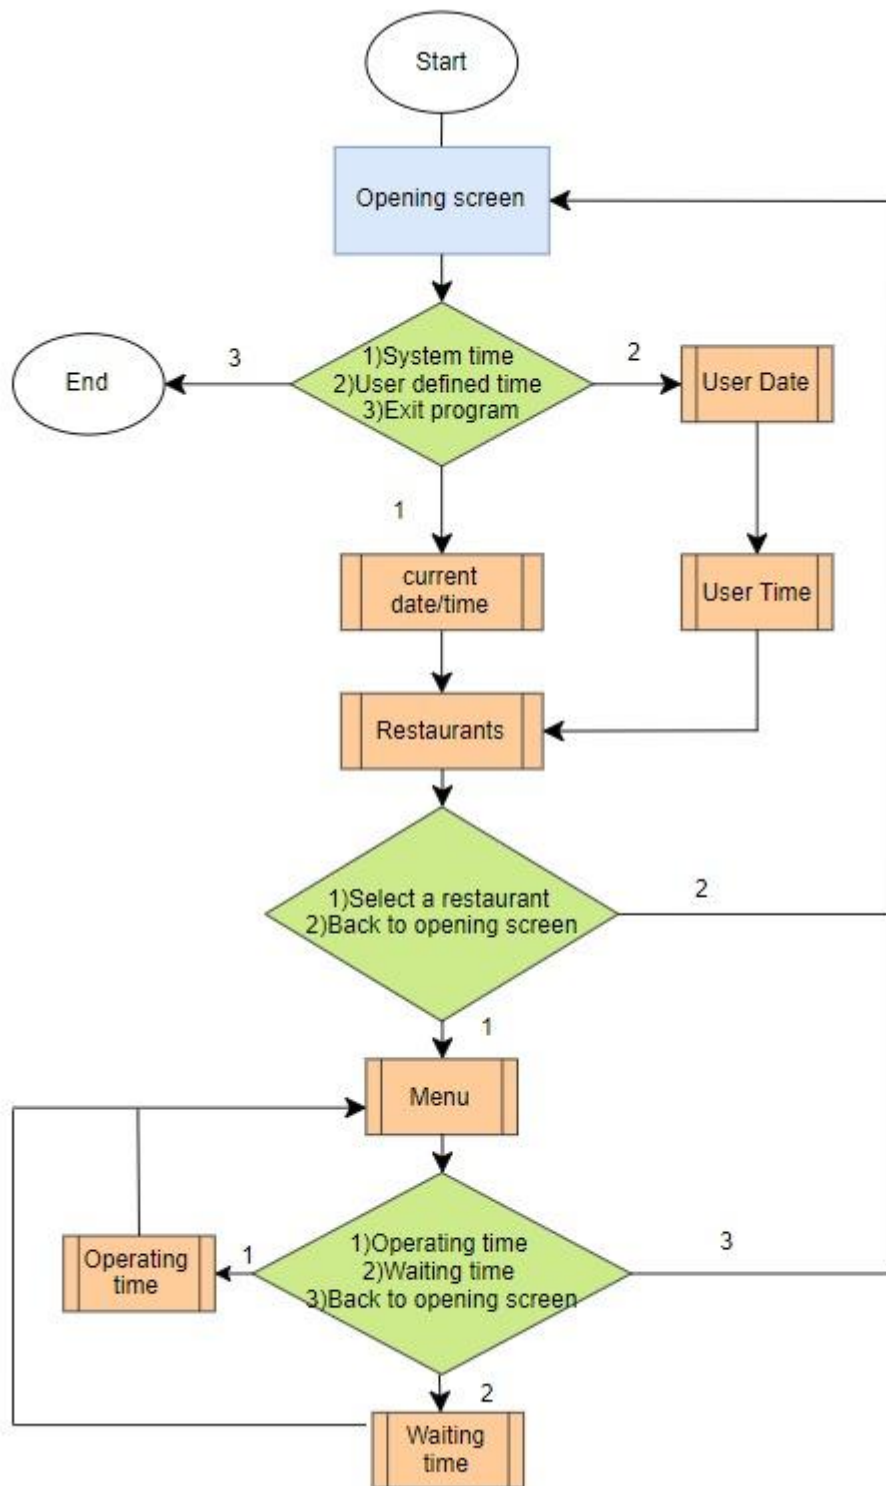 Start
Opening screen
3
1)System time
2)User defined time
3)Exit program
2
End
User Date
1
current
date/time
User Time
Restaurants
1)Select a restaurant
2)Back to opening screen
2
1
Menu
Operating
time
1
1)Operating time
2)Waiting time
3)Back to opening screen
3
2
Waiting
time